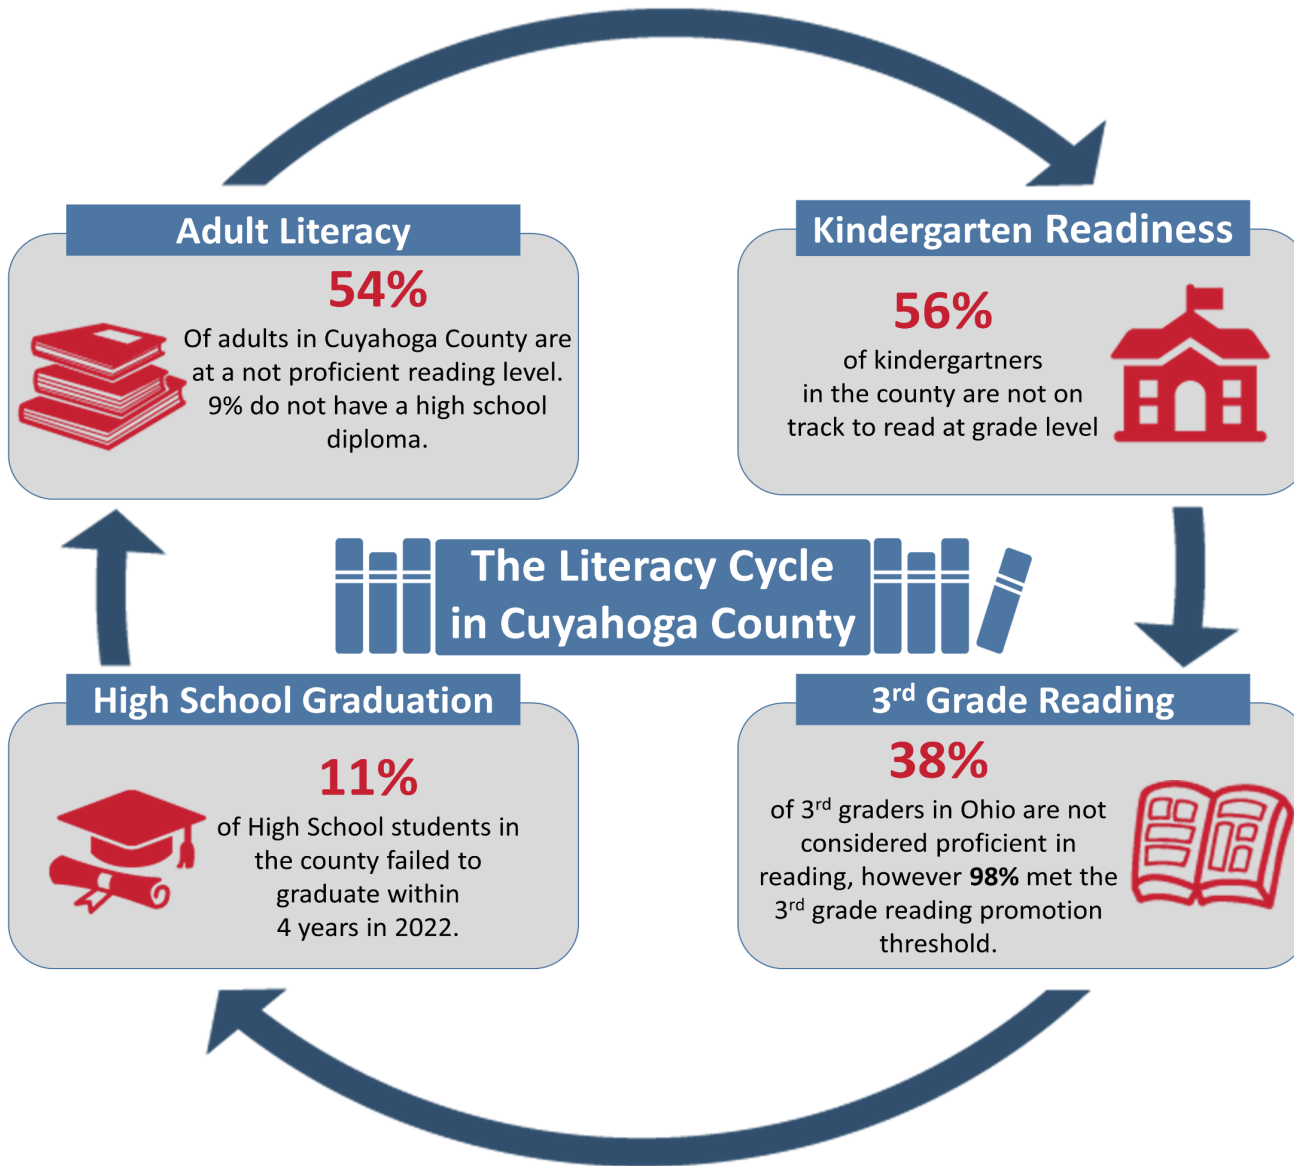 Adult Literacy
54%
Of adults in Cuyahoga County are
at a not proficient reading level.
9% do not have a high school
diploma.
Kindergarten Readiness
56%
of kindergartners
in the county are not on
track to read at grade level
The Literacy Cycle
in Cuyahoga County
High School Graduation
11%
of High School students in
the county failed to
graduate within
4 years in 2022.
3rd Grade Reading
38%
of 3rd graders in Ohio are not
considered proficient in
reading, however 98% met the
3rd grade reading promotion
threshold.